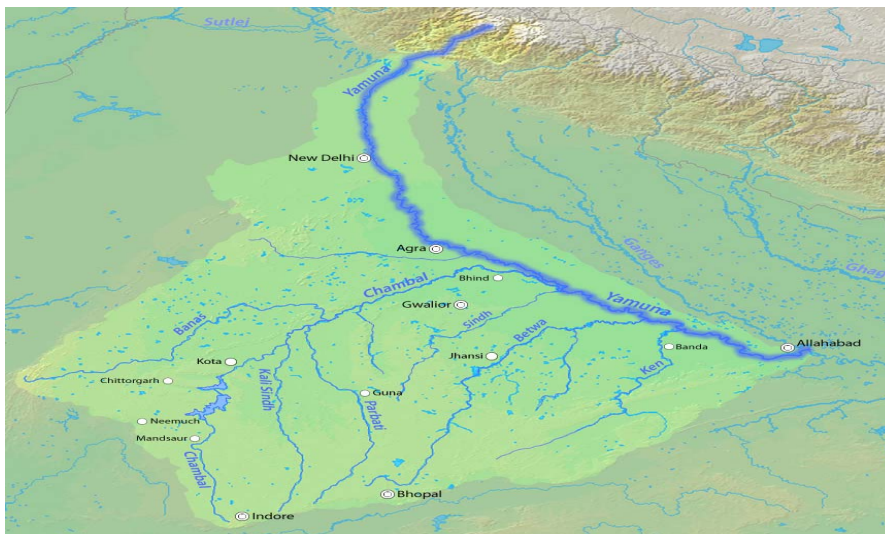 Sutlej
Yamuna
New Delhi
Agra
Ganges
Ghag
Chambal
Bhind
Yamuna
Gwalior
Sindh
Banas
Betwa
Allahabad
Kota
Jhansi
Banda
Chittorgarh
Kali Sindh
Guna
Ken
Parbati
Neemuch
Mandsaur
Chambal
Bhopal
Indore